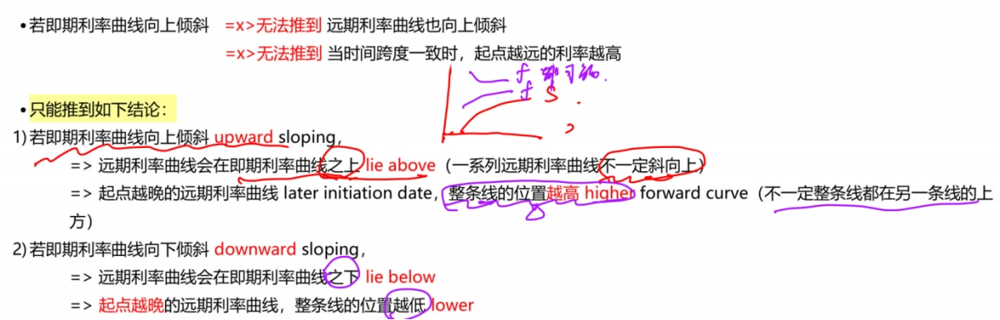 • 若即期利率曲线向上倾斜 =x>无法推到 远期利率曲线也向上倾斜
=x>无法推到 当时间跨度一致时，起点越远的利率越高
f 都可能.
f S.
• 只能推到如下结论：
1) 若即期利率曲线向上倾斜 upward sloping，
=> 远期利率曲线会在即期利率曲线之上 lie above（一系列远期利率曲线不一定斜向上）
=> 起点越晚的远期利率曲线 later initiation date，整条线的位置越高 higher forward curve（不一定整条线都在另一条线的上
方）
2) 若即期利率曲线向下倾斜 downward sloping，
=> 远期利率曲线会在即期利率曲线之下 lie below
=> 起点越晚的远期利率曲线，整条线的位置越低 lower